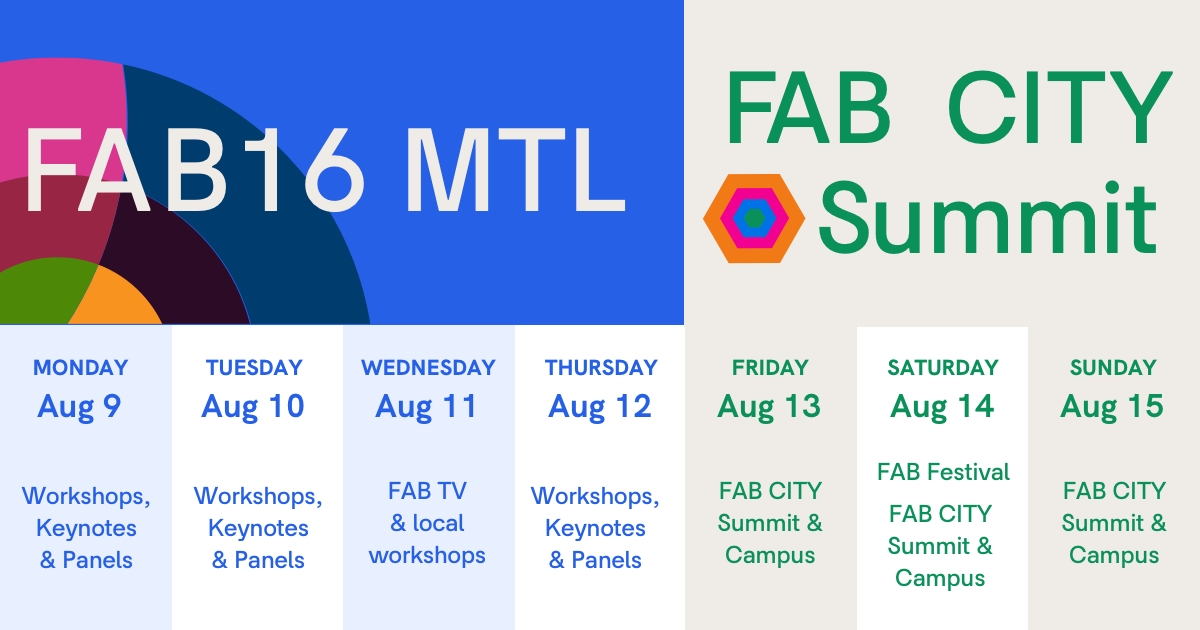 FAB16 MTL
FAB CITY
Summit
MONDAY
Aug 9
Workshops,
Keynotes
& Panels
TUESDAY
Aug 10
Workshops,
Keynotes
& Panels
WEDNESDAY
Aug 11
FAB TV
& local
workshops
THURSDAY
Aug 12
Workshops,
Keynotes
& Panels
FRIDAY
Aug 13
FAB CITY
Summit &
Campus
SATURDAY
Aug 14
FAB Festival
FAB CITY
Summit &
Campus
SUNDAY
Aug 15
FAB CITY
Summit &
Campus